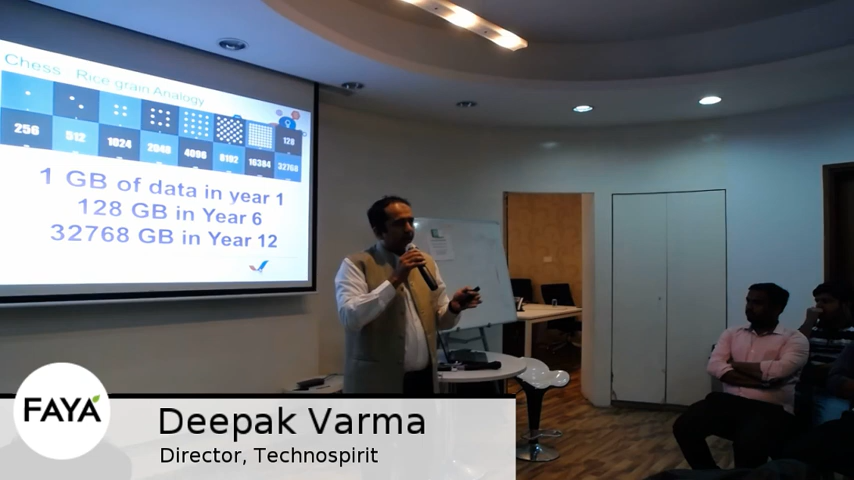 Chess : Rice grain Analogy
128
256 512 1024 2048 4096 8192 16384 32768
1 GB of data in year 1
128 GB in Year 6
32768 GB in Year 12
FAYA
Deepak Varma
Director, Technospirit